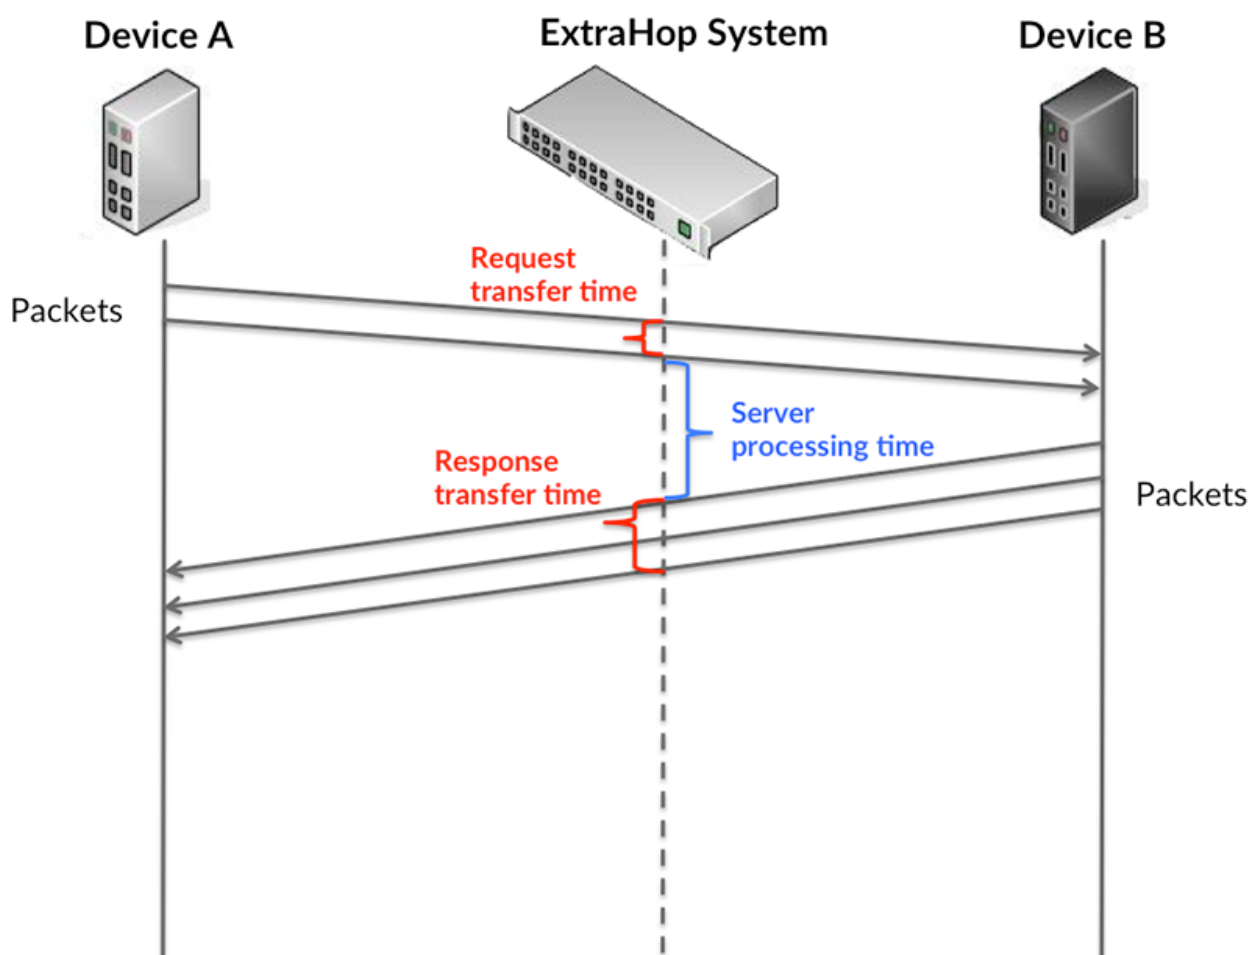 Device A
ExtraHop System
Device B
Request
transfer time
Packets
Server
processing time
Response
transfer time
Packets